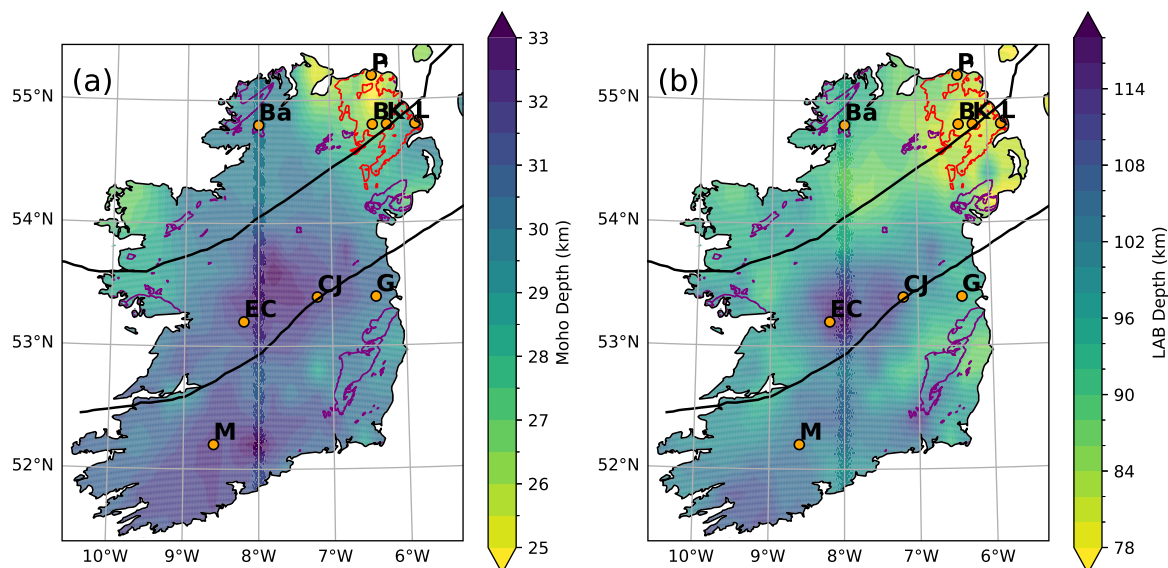 (a)
P
Bá
B
K
L
CJ
G
EC
M
55°N
54°N
53°N
52°N
10°W
9°W
8°W
7°W
6°W
33
32
31
30
29
28
27
26
25
Moho Depth (km)
(b)
P
Bá
B
K
L
CJ
G
EC
M
55°N
54°N
53°N
52°N
10°W
9°W
8°W
7°W
6°W
114
108
102
96
90
84
78
LAB Depth (km)